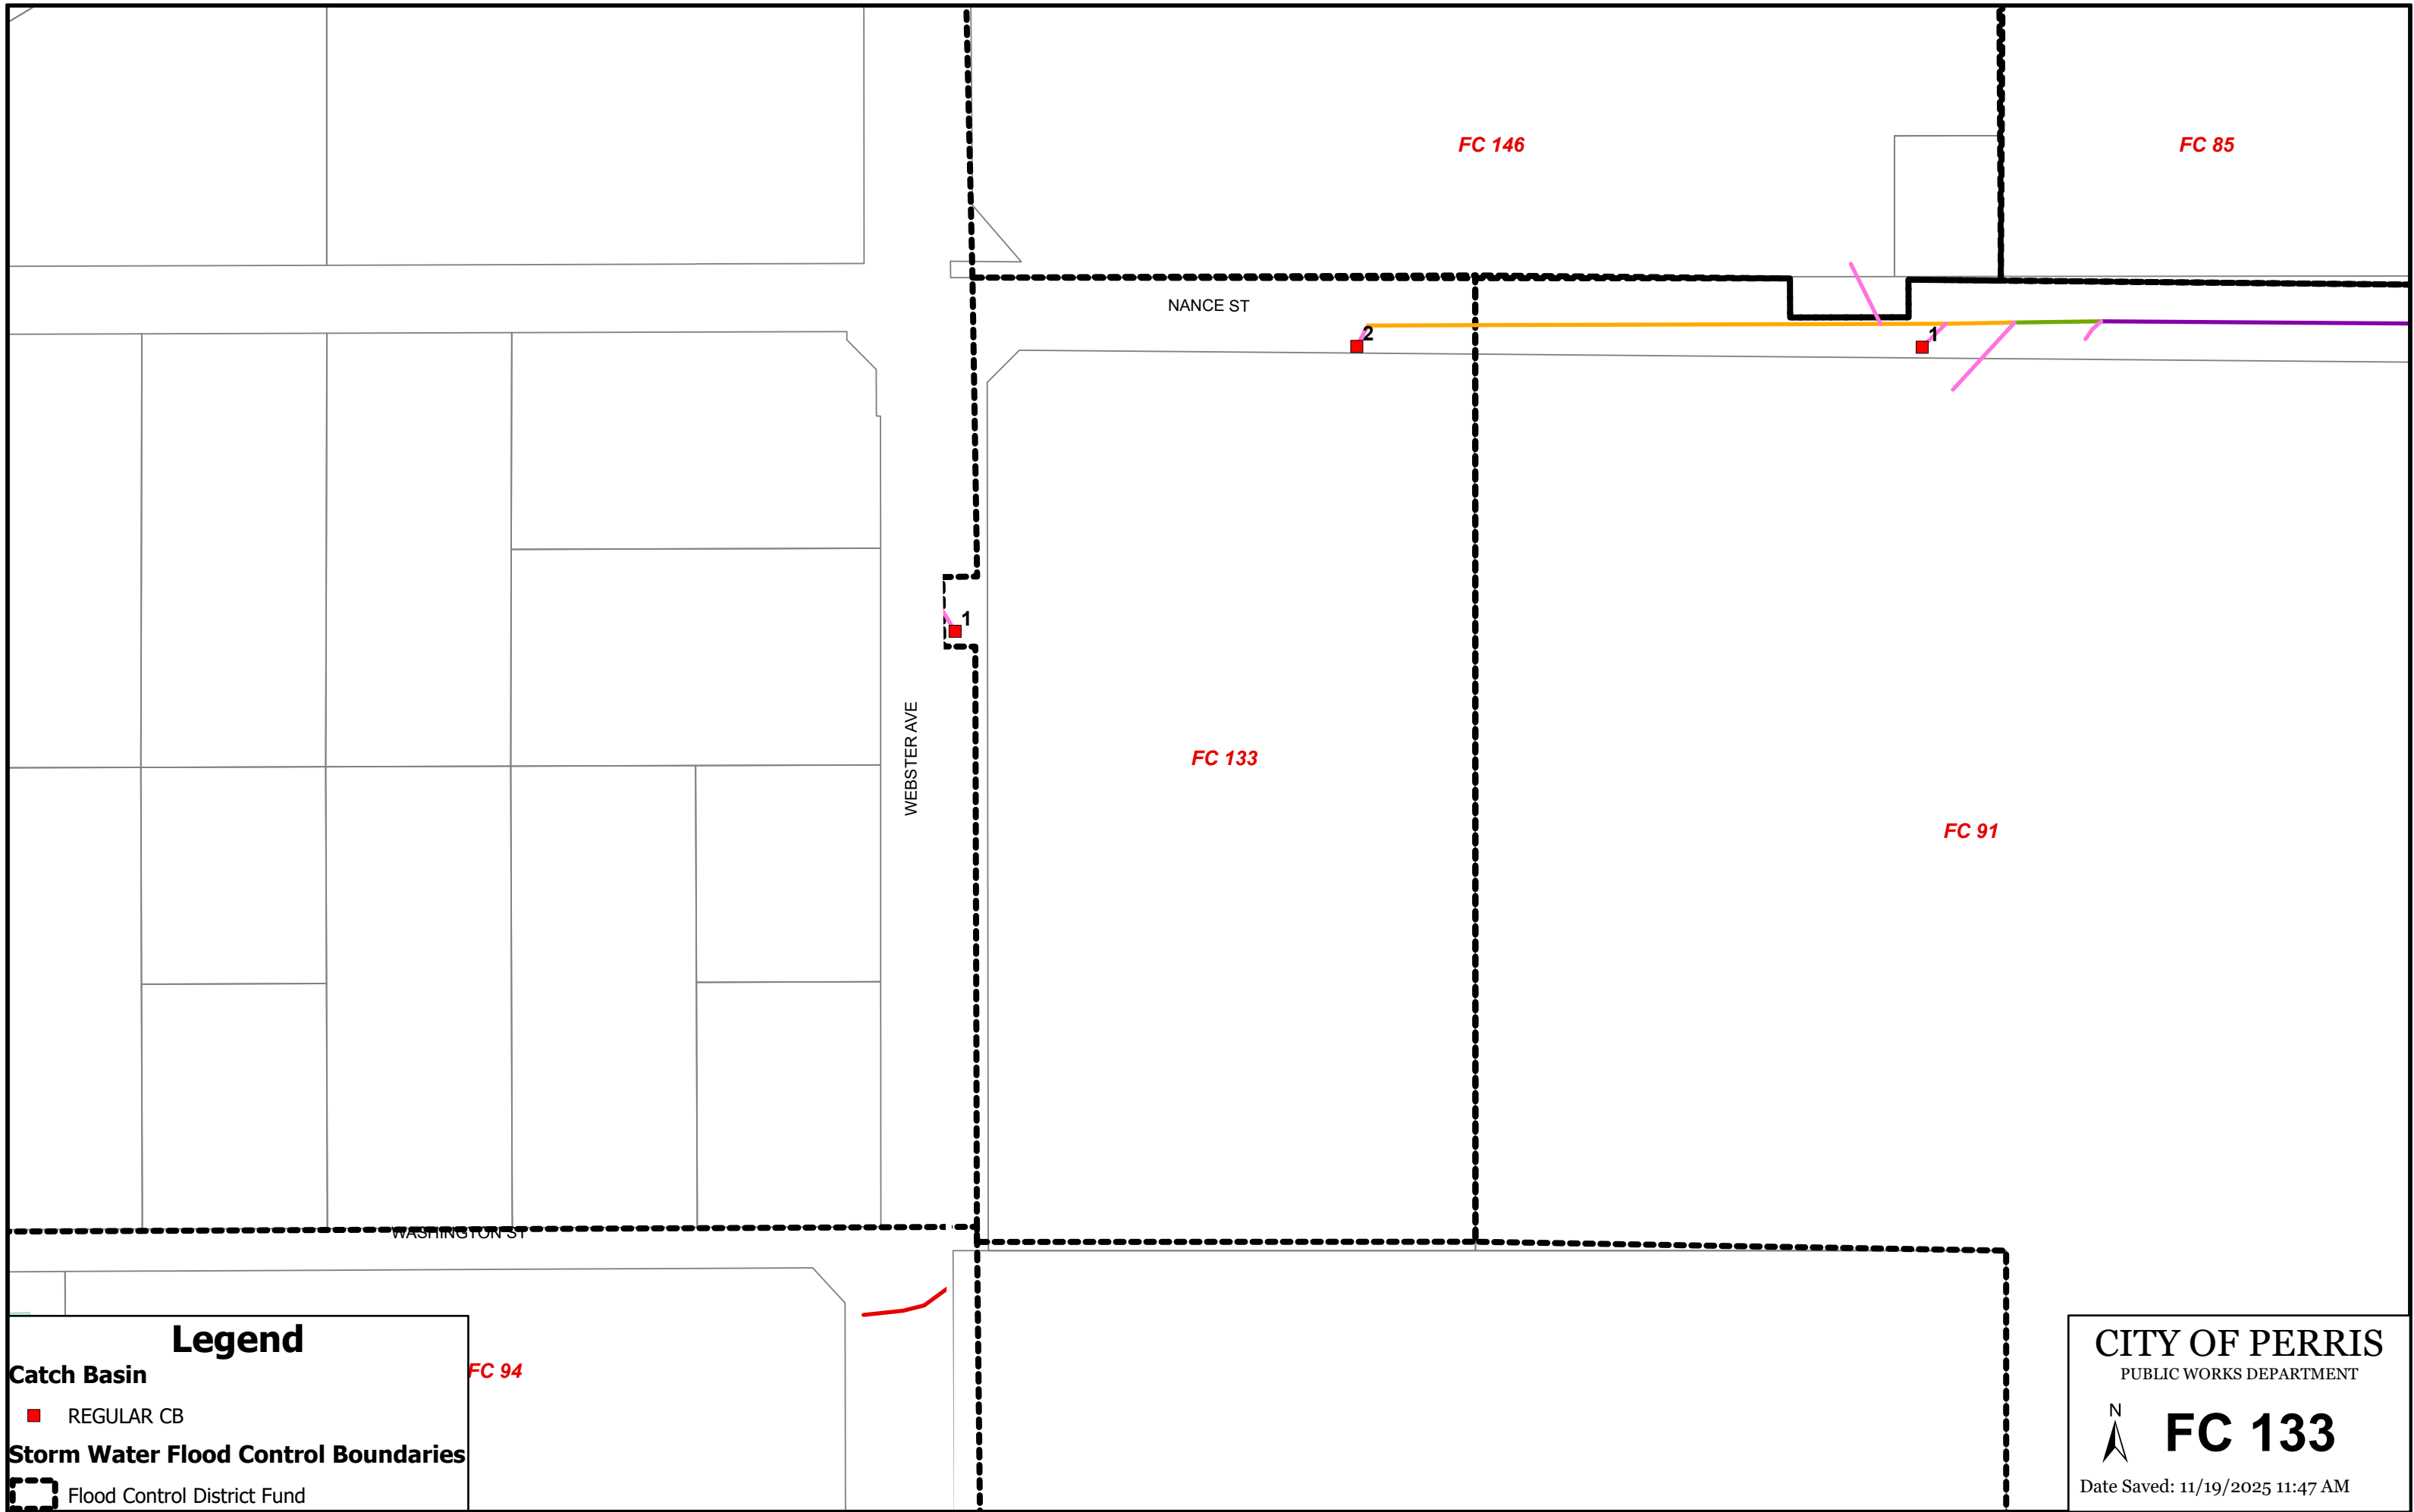 FC 146
FC 85
NANCE ST
2
1
1
WEBSTER AVE
FC 133
FC 91
WASHINGTON ST
Legend
Catch Basin
REGULAR CB
Storm Water Flood Control Boundaries
Flood Control District Fund
FC 94
CITY OF PERRIS
PUBLIC WORKS DEPARTMENT
N
FC 133
Date Saved: 11/19/2025 11:47 AM